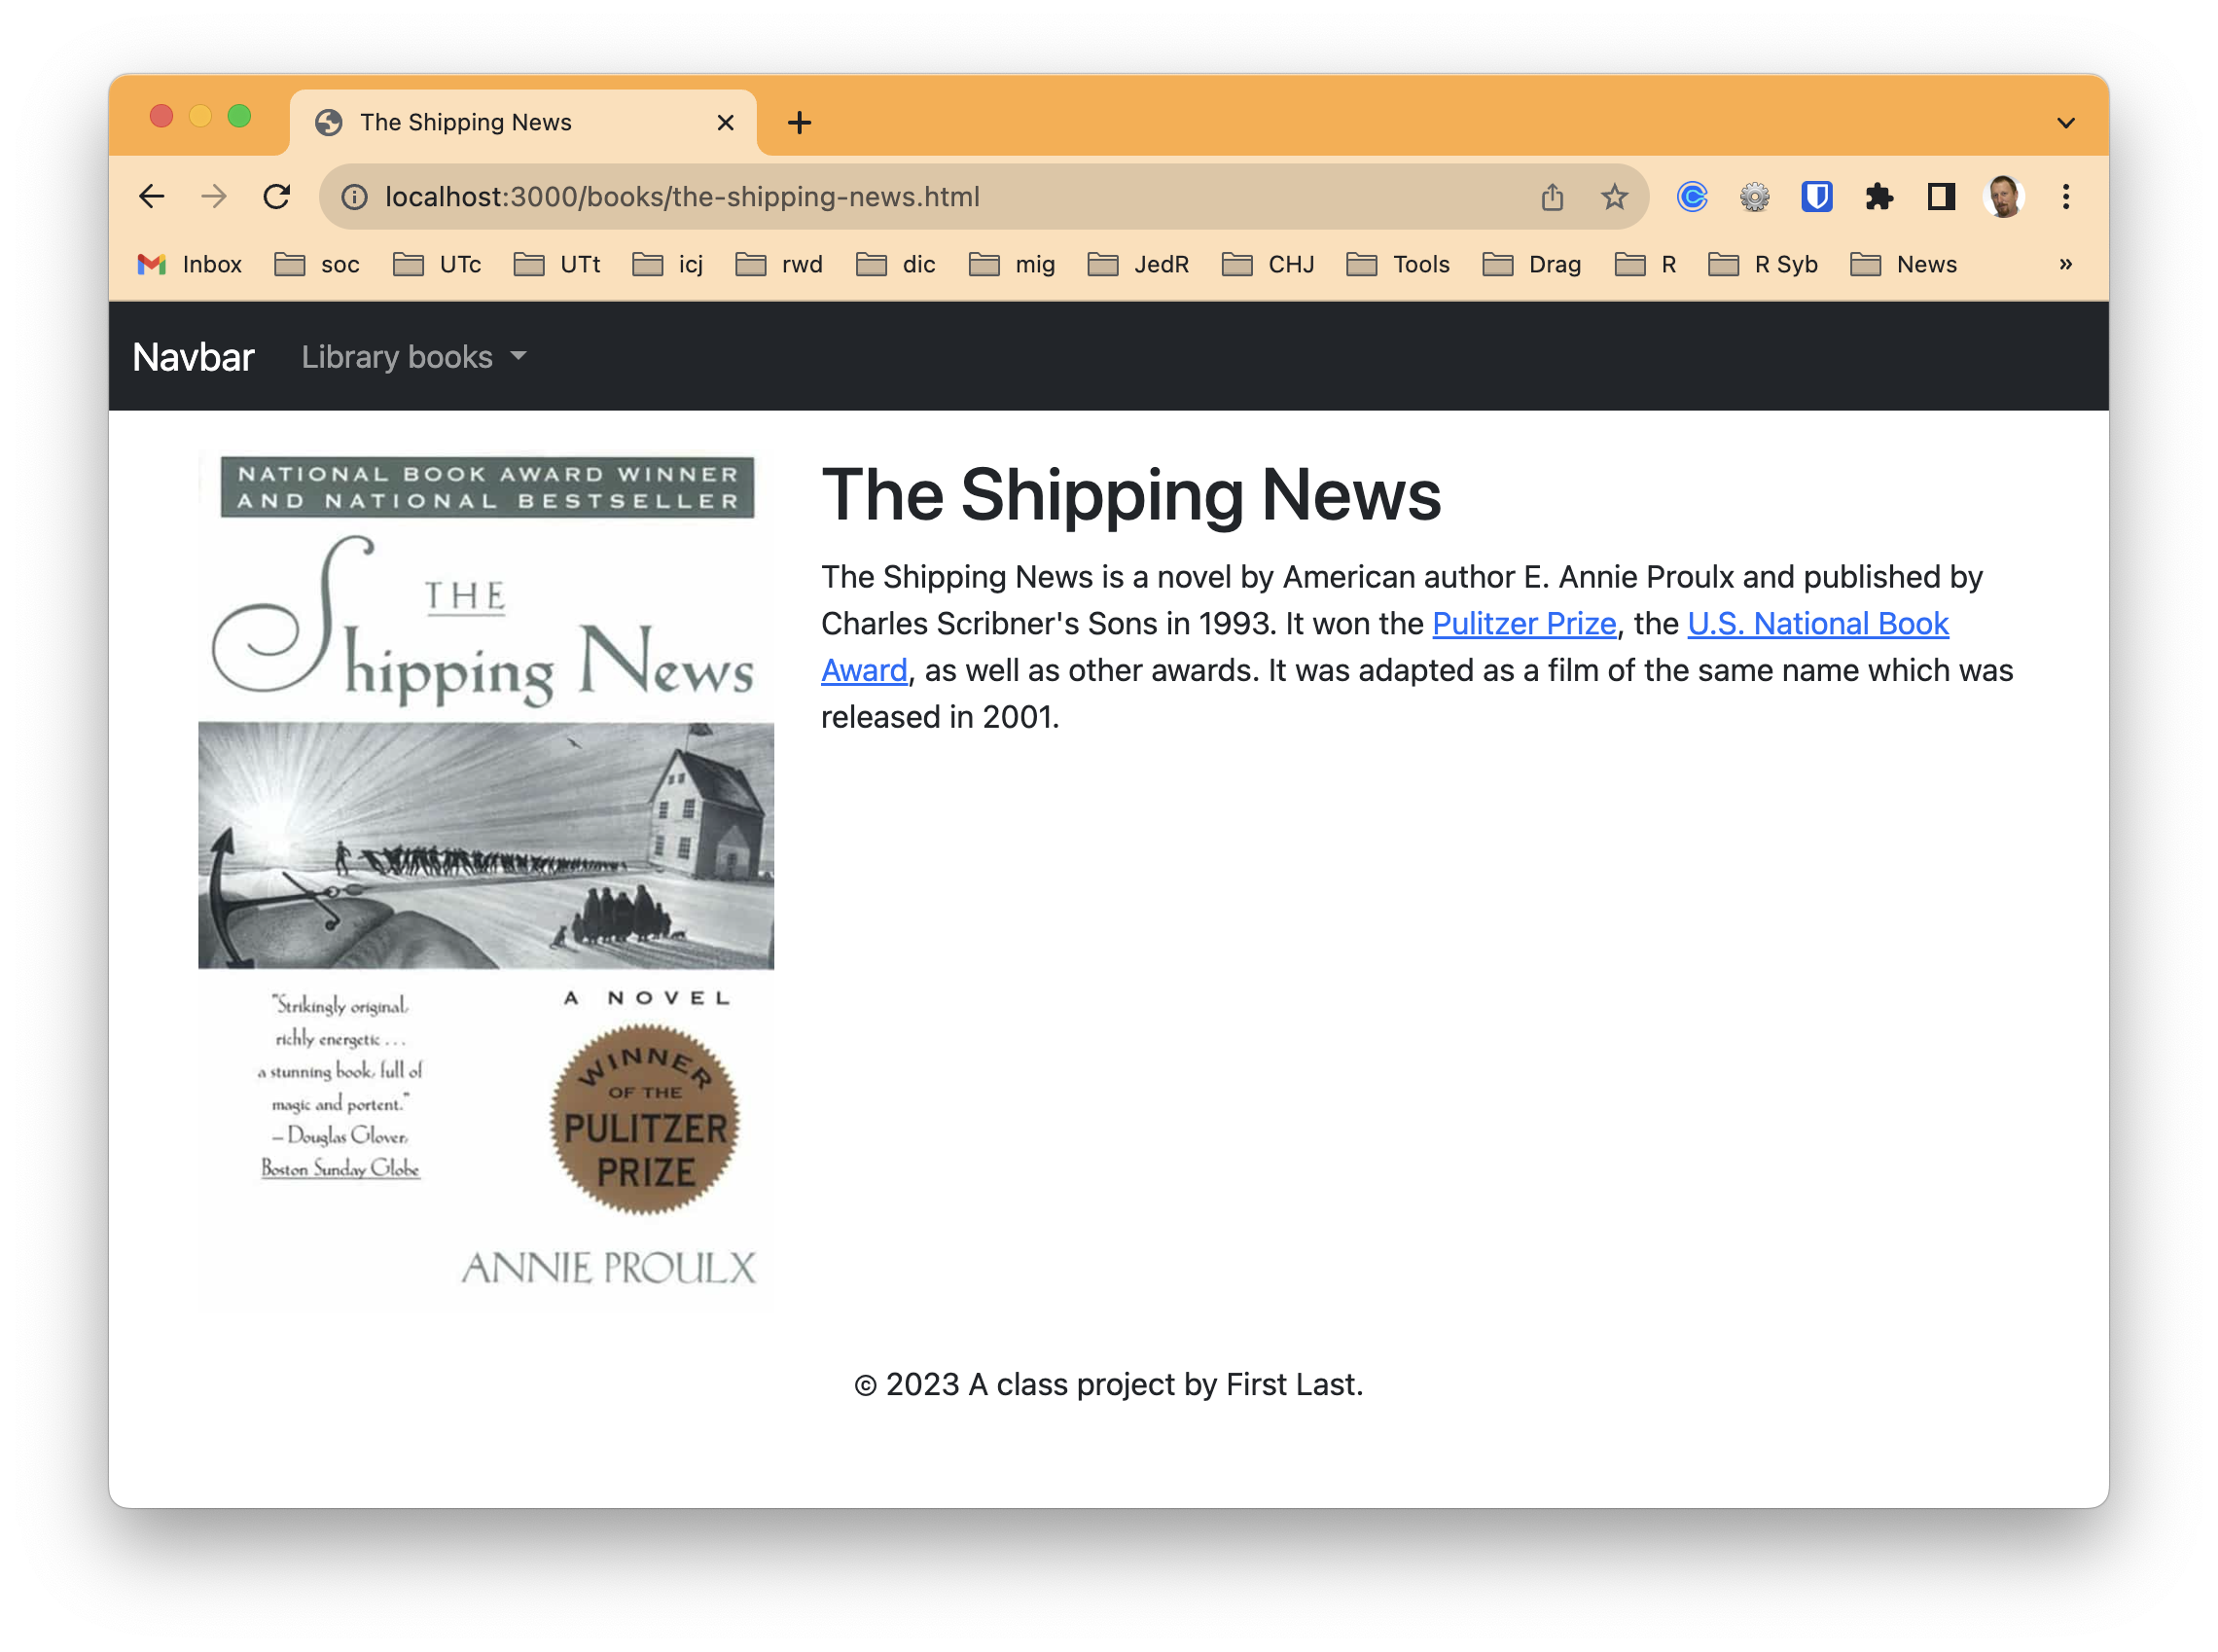 The Shipping News
localhost:3000/books/the-shipping-news.html
Inbox soc UTc UTt icj rwd dic mig JedR CHJ Tools Drag R R Syb News »
Navbar Library books
NATIONAL BOOK AWARD WINNER
AND NATIONAL BESTSELLER
THE
Shipping News
A NOVEL
"Strikingly original,
richly energetic . . .
a stunning book, full of
magic and portent."
– Douglas Glover,
Boston Sunday Globe
WINNER
OF THE
PULITZER
PRIZE
ANNIE PROULX
The Shipping News
The Shipping News is a novel by American author E. Annie Proulx and published by
Charles Scribner's Sons in 1993. It won the Pulitzer Prize, the U.S. National Book
Award, as well as other awards. It was adapted as a film of the same name which was
released in 2001.
© 2023 A class project by First Last.